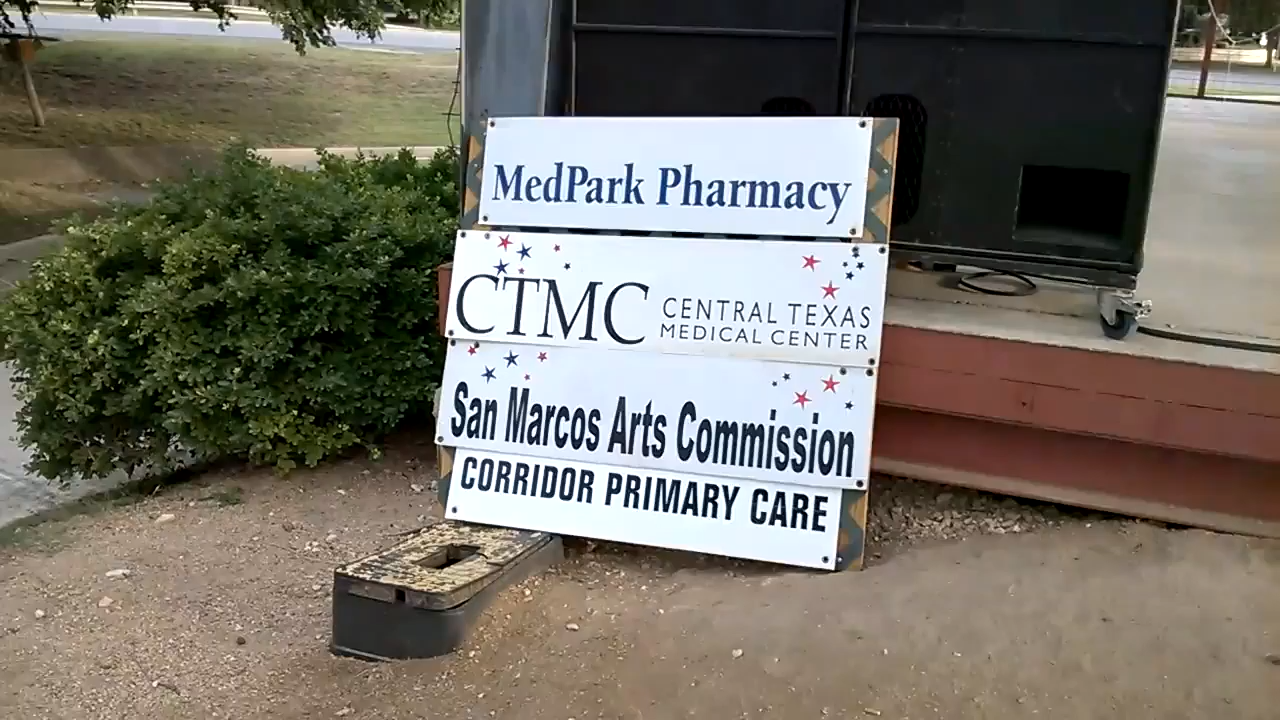 MedPark Pharmacy
CTMC CENTRAL TEXAS
MEDICAL CENTER
San Marcos Arts Commission
CORRIDOR PRIMARY CARE